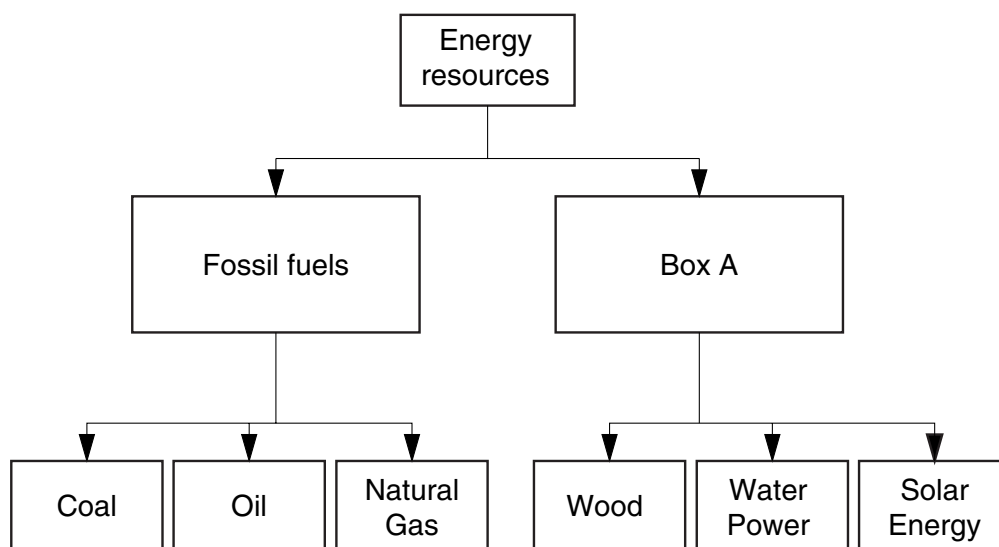 Energy
resources
Fossil fuels
Box A
Coal
Oil
Natural
Gas
Wood
Water
Power
Solar
Energy